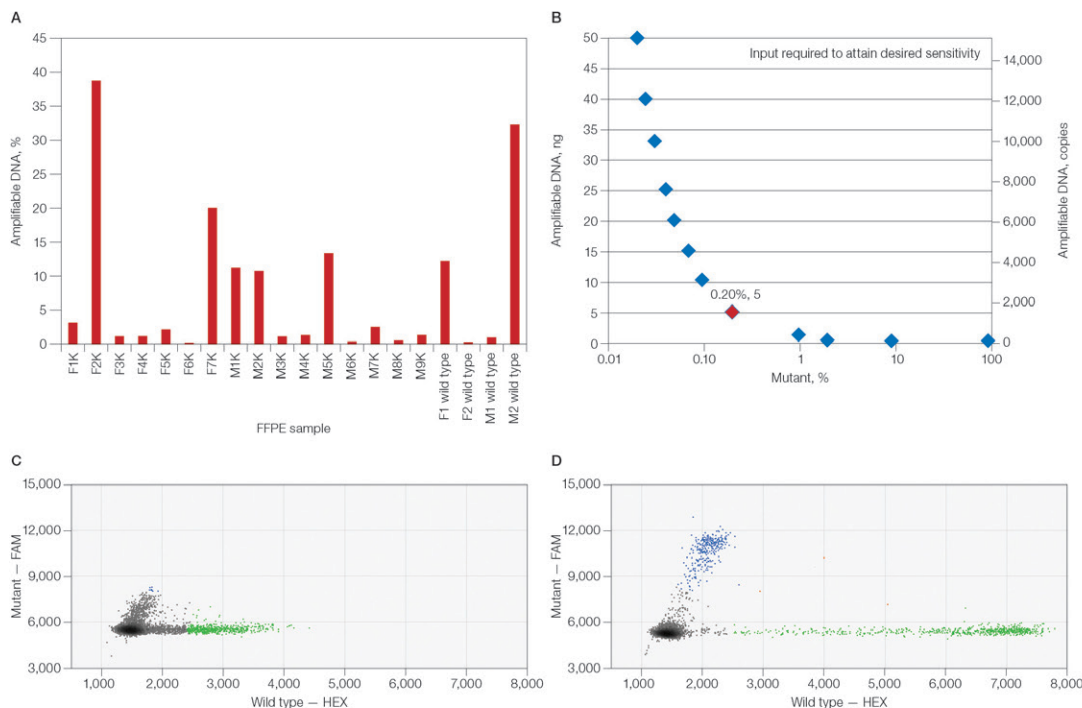 A
45
40
35
30
25
20
15
10
5
0
Amplifiable DNA, %
F1K
F2K
F3K
F4K
F5K
F6K
F7K
M1K
M2K
M3K
M4K
M5K
M6K
M7K
M8K
M9K
F1 wild type
F2 wild type
M1 wild type
M2 wild type
FFPE sample
B
Input required to attain desired sensitivity
50
45
40
35
30
25
20
15
10
5
0
Amplifiable DNA, ng
14,000
12,000
10,000
8,000
6,000
4,000
2,000
0
Amplifiable DNA, copies
0.20%, 5
0.01 0.10 1 10 100
Mutant, %
C
15,000
12,000
9,000
6,000
3,000
Mutant — FAM
1,000 2,000 3,000 4,000 5,000 6,000 7,000 8,000
Wild type — HEX
D
15,000
12,000
9,000
6,000
3,000
Mutant — FAM
1,000 2,000 3,000 4,000 5,000 6,000 7,000 8,000
Wild type — HEX